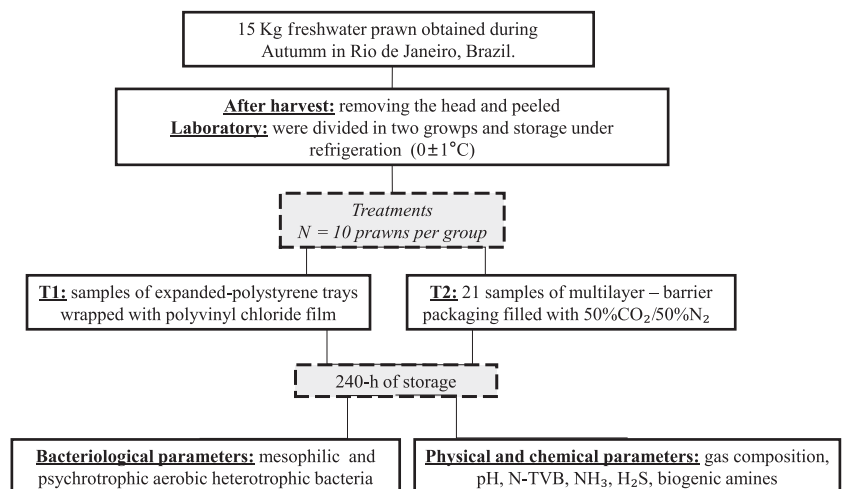 15 Kg freshwater prawn obtained during
Autumm in Rio de Janeiro, Brazil.
After harvest: removing the head and peeled
Laboratory: were divided in two growps and storage under
refrigeration (0±1°C)
Treatments
N = 10 prawns per group
T1: samples of expanded-polystyrene trays
wrapped with polyvinyl chloride film
T2: 21 samples of multilayer – barrier
packaging filled with 50%CO₂/50%N₂
240-h of storage
Bacteriological parameters: mesophilic and
psychrotrophic aerobic heterotrophic bacteria
Physical and chemical parameters: gas composition,
pH, N-TVB, NH₃, H₂S, biogenic amines